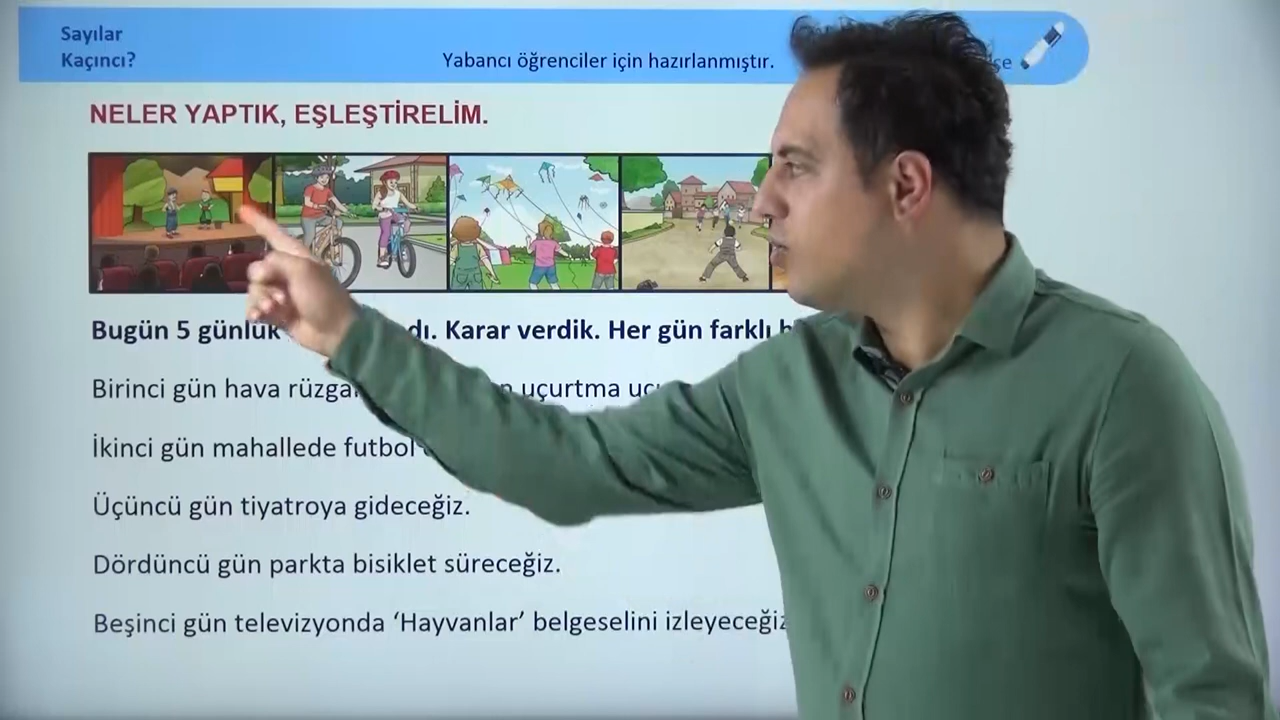 Sayılar
Kaçıncı?
Yabancı öğrenciler için hazırlanmıştır.
NELER YAPTIK, EŞLEŞTİRELİM.
Bugün 5 günlük Karar verdik. Her gün farklı
Birinci gün hava uçurtma
İkinci gün mahallede futbol
Üçüncü gün tiyatroya gideceğiz.
Dördüncü gün parkta bisiklet süreceğiz.
Beşinci gün televizyonda ‘Hayvanlar’ belgeselini izleyeceğiz